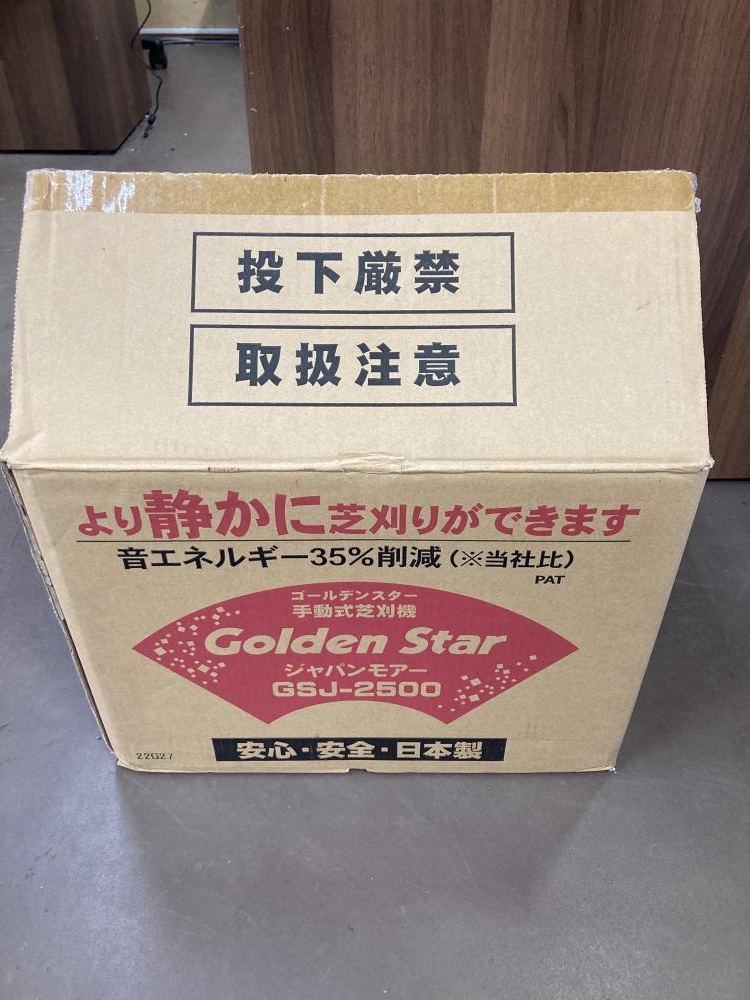 投下厳禁
取扱注意
より静かに芝刈りができます
音エネルギー35%削減(※当社比)
PAT
ゴールデンスター
手動式芝刈機
Golden Star
ジャパンモアー
GSJ-2500
22G27
安心・安全・日本製